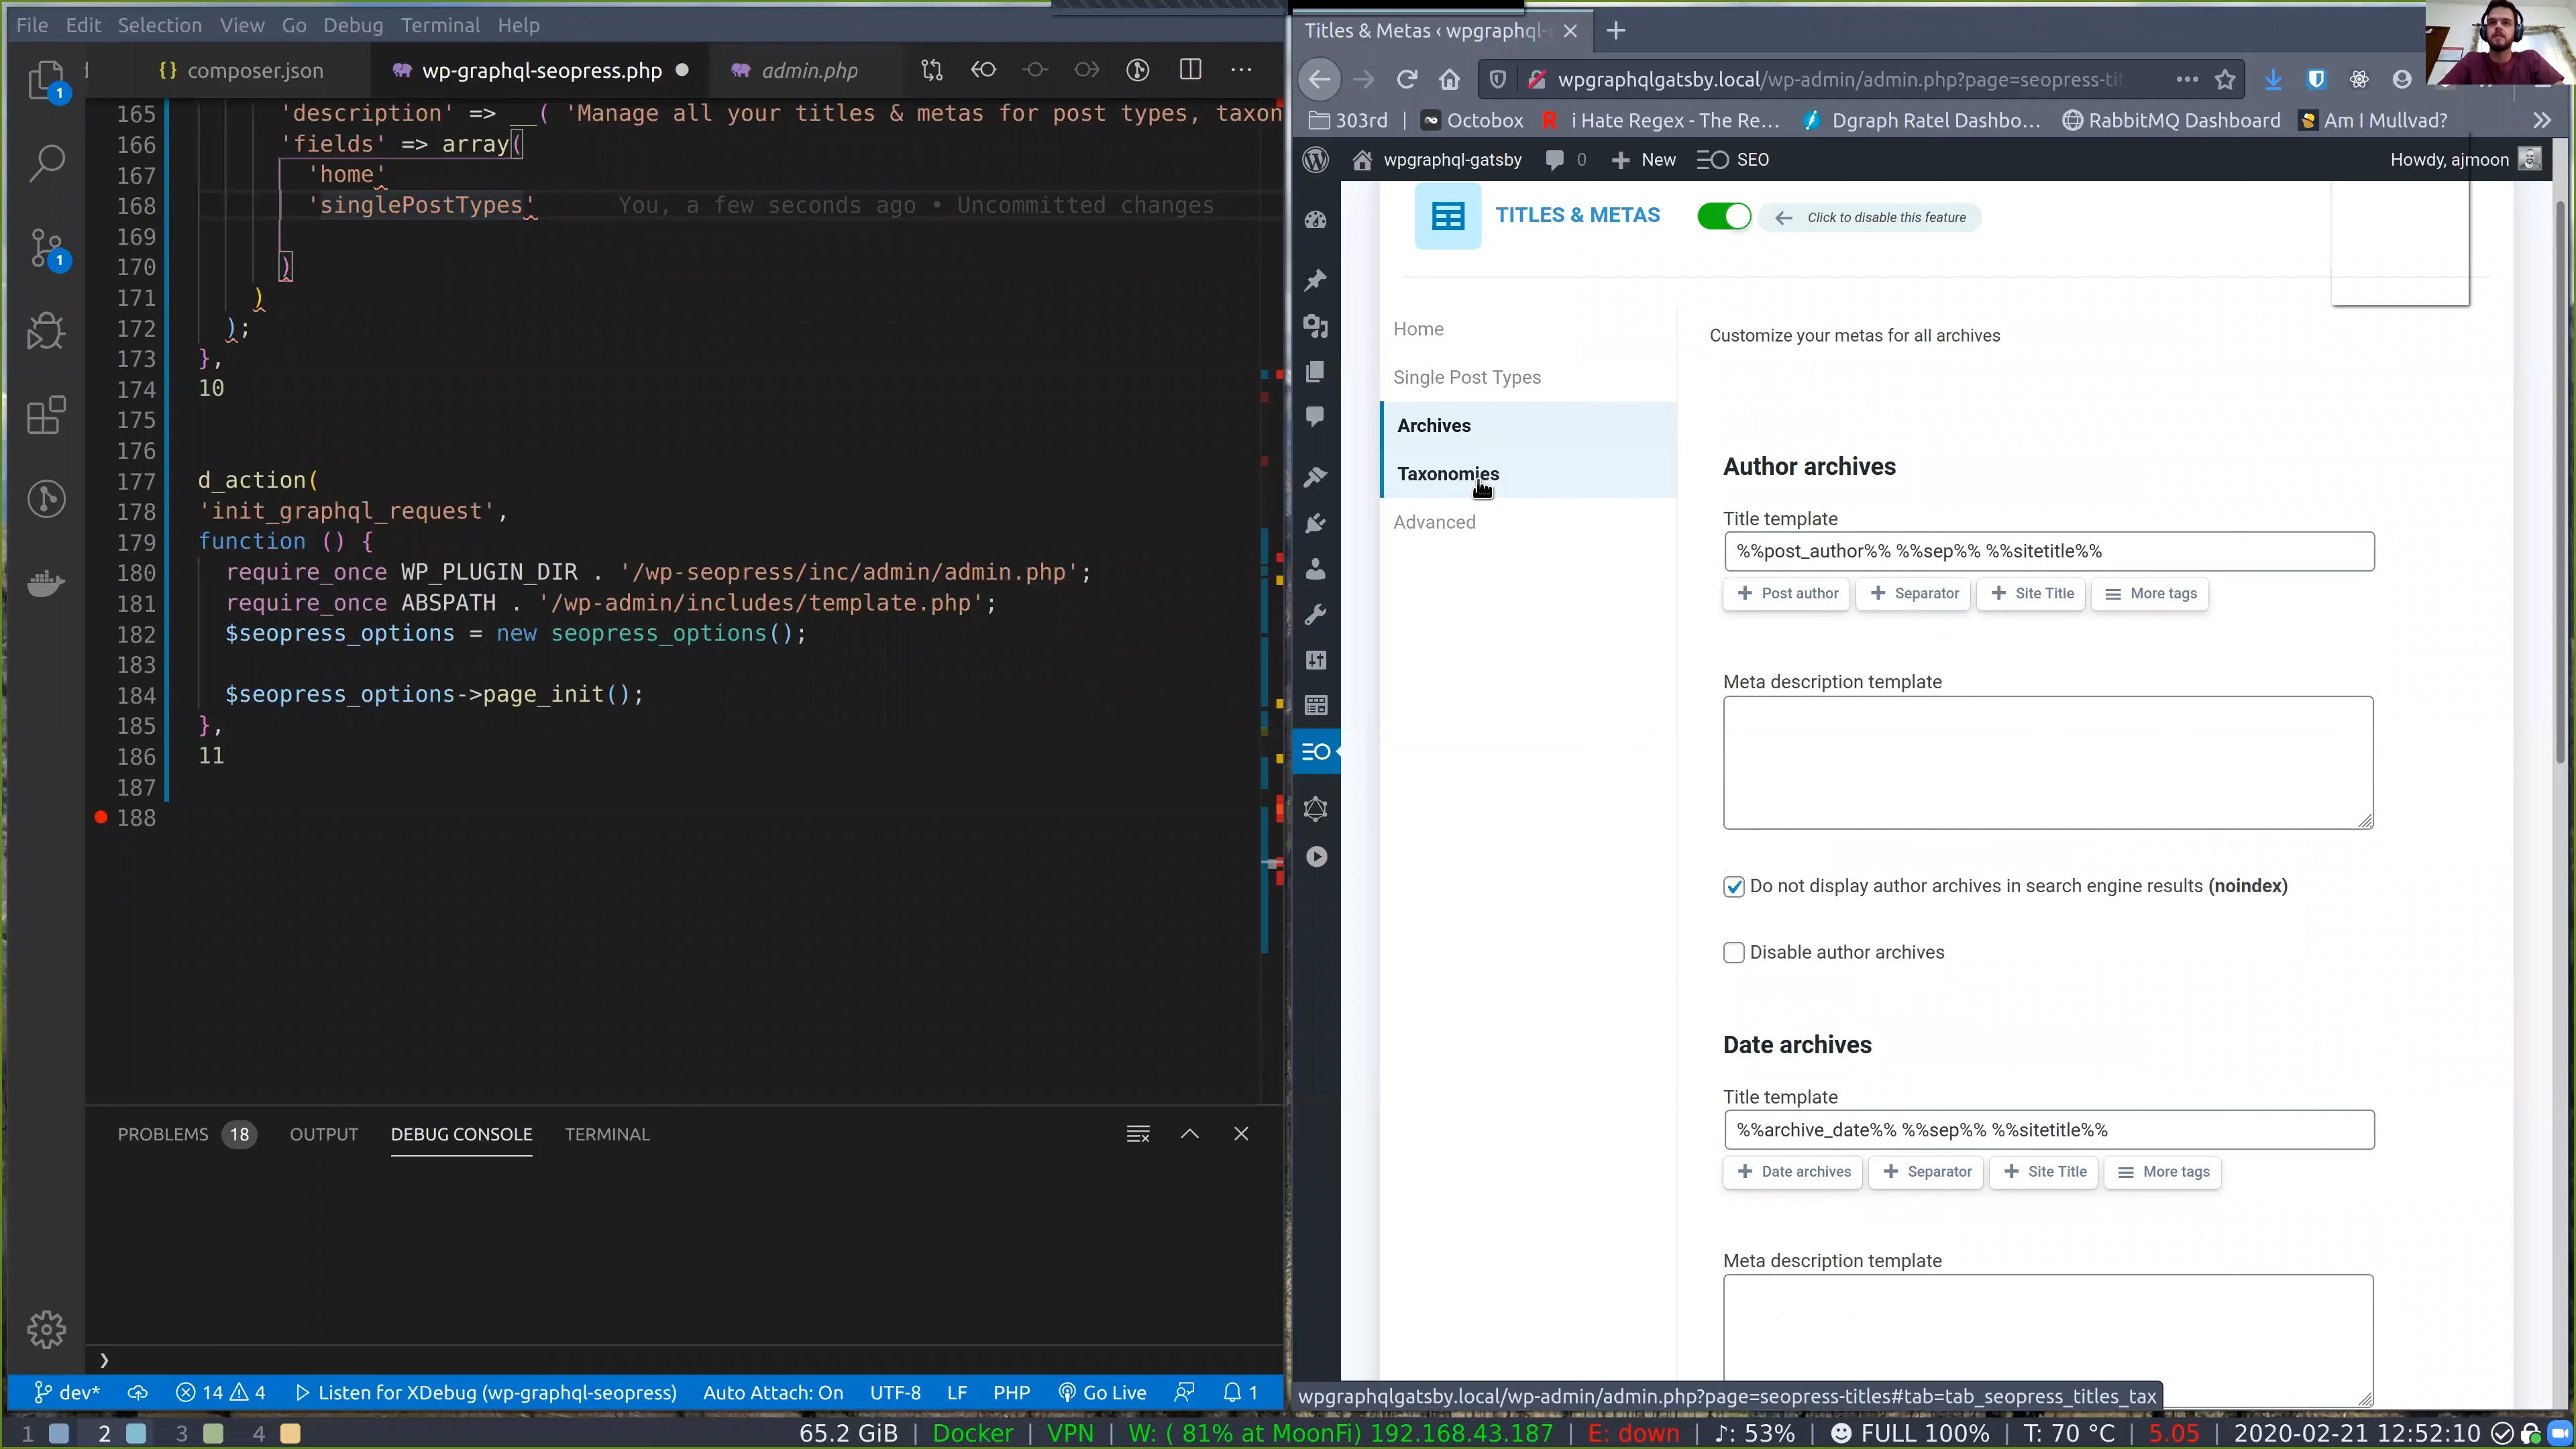 File Edit Selection View Go Debug Terminal Help
{} composer.json wp-graphql-seopress.php admin.php
165 'description' => __( 'Manage all your titles & metas for post types, taxon
166 'fields' => array(
167 'home'
168 'singlePostTypes' You, a few seconds ago • Uncommitted changes
169
170 )
171 )
172 );
173 },
174 10
175
176
177 d_action(
178 'init_graphql_request',
179 function () {
180 require_once WP_PLUGIN_DIR . '/wp-seopress/inc/admin/admin.php';
181 require_once ABSPATH . '/wp-admin/includes/template.php';
182 $seopress_options = new seopress_options();
183
184 $seopress_options->page_init();
185 },
186 11
187
188
1
1
PROBLEMS 18 OUTPUT DEBUG CONSOLE TERMINAL
dev* 14 4 Listen for XDebug (wp-graphql-seopress) Auto Attach: On UTF-8 LF PHP Go Live 1
Titles & Metas ‹ wpgraphql-
wpgraphqlgatsby.local/wp-admin/admin.php?page=seopress-tit
303rd | Octobox i Hate Regex - The Re... Dgraph Ratel Dashbo... RabbitMQ Dashboard Am I Mullvad?
wpgraphql-gatsby 0 New SEO Howdy, ajmoon
TITLES & METAS Click to disable this feature
Home
Single Post Types
Archives
Taxonomies
Advanced
Customize your metas for all archives
Author archives
Title template
%%post_author%% %%sep%% %%sitetitle%%
Post author Separator Site Title More tags
Meta description template
Do not display author archives in search engine results (noindex)
Disable author archives
Date archives
Title template
%%archive_date%% %%sep%% %%sitetitle%%
Date archives Separator Site Title More tags
Meta description template
wpgraphqlgatsby.local/wp-admin/admin.php?page=seopress-titles#tab=tab_seopress_titles_tax
1 2 3 4 65.2 GiB | Docker | VPN | W: ( 81% at MoonFi) 192.168.43.187 | E: down | ♪: 53% | FULL 100% | T: 70 °C | 5.05 | 2020-02-21 12:52:10